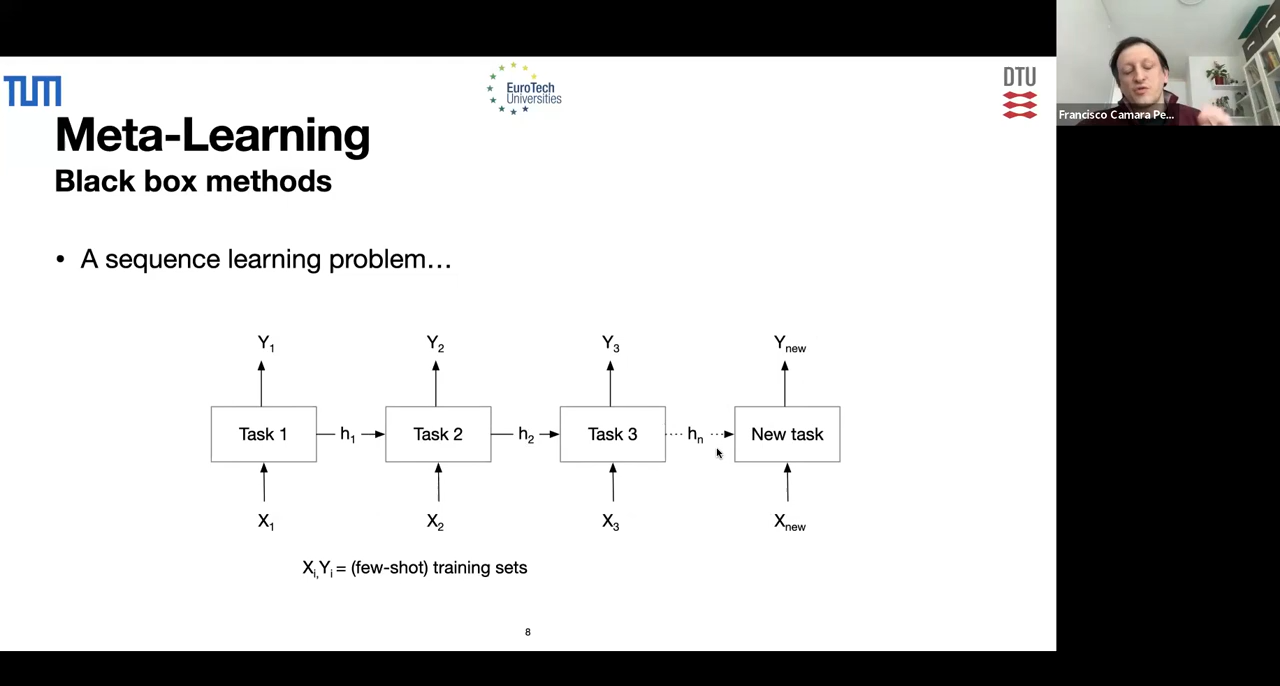 TUM
EuroTech
Universities
DTU
Francisco Camara Pe...
Meta-Learning
Black box methods
• A sequence learning problem…
Y1 Y2 Y3 Ynew
Task 1 h1 Task 2 h2 Task 3 hn New task
X1 X2 X3 Xnew
Xi,Yi = (few-shot) training sets
8